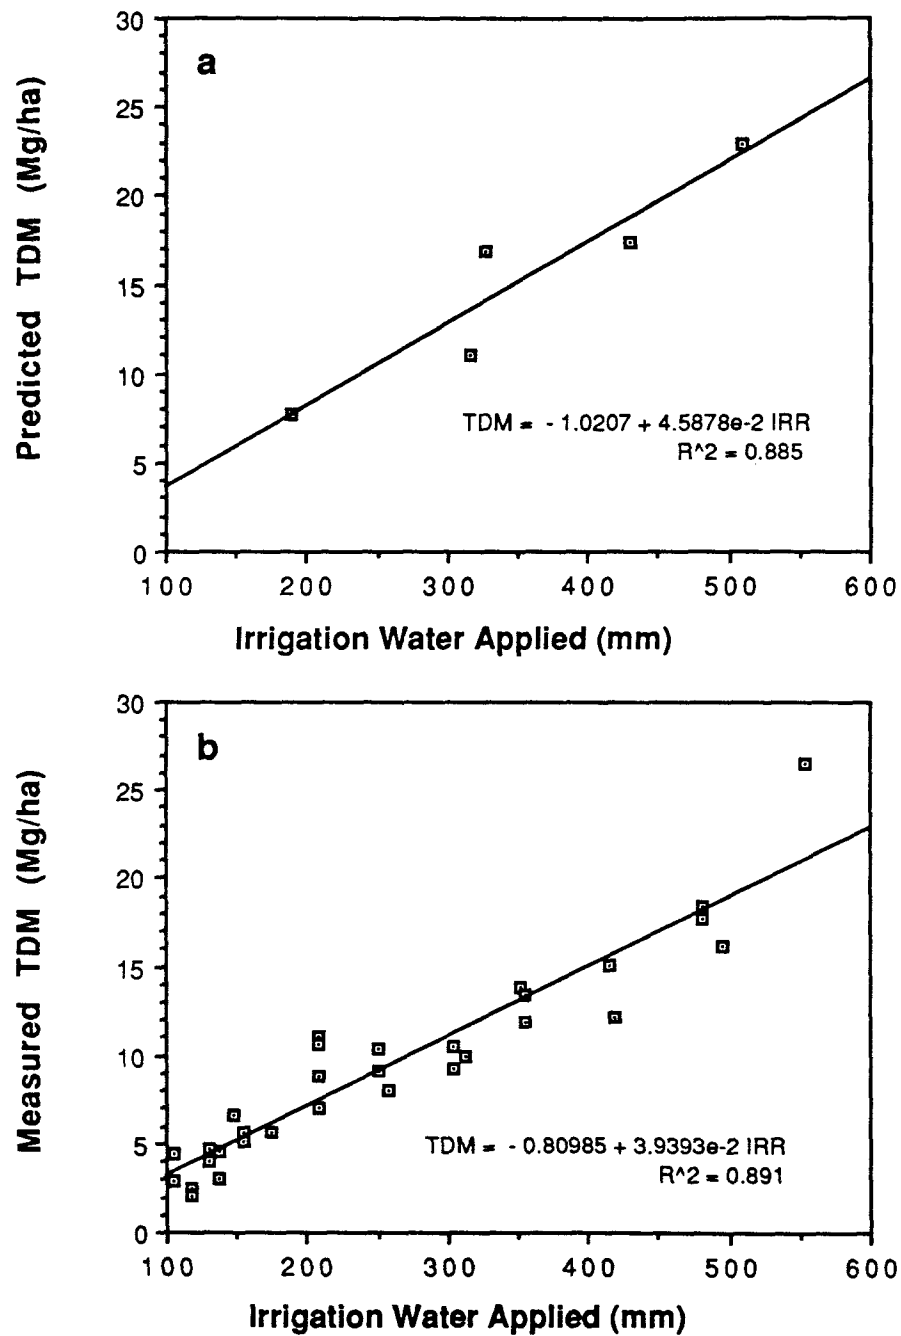 30
a
25
20
15
10
5
0
Predicted TDM (Mg/ha)
TDM = - 1.0207 + 4.5878e-2 IRR
R^2 = 0.885
100 200 300 400 500 600
Irrigation Water Applied (mm)
30
b
25
20
15
10
5
0
Measured TDM (Mg/ha)
TDM = - 0.80985 + 3.9393e-2 IRR
R^2 = 0.891
100 200 300 400 500 600
Irrigation Water Applied (mm)